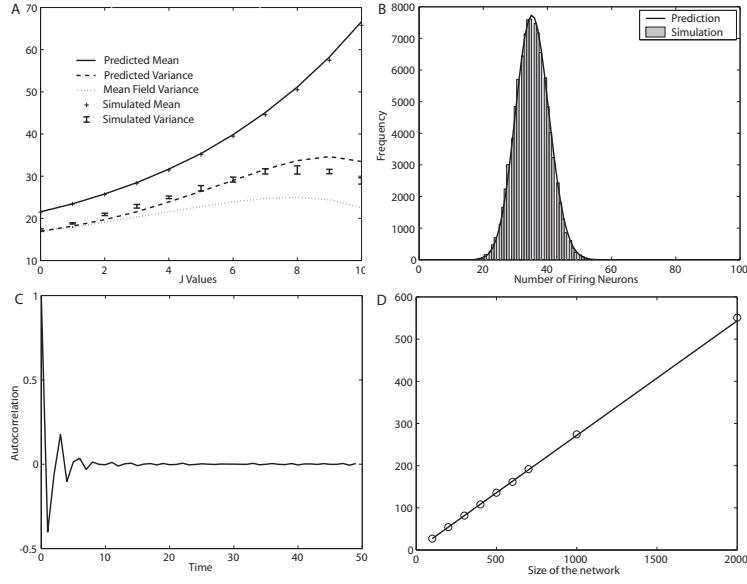 A
70
60
50
40
30
20
10
Predicted Mean
Predicted Variance
Mean Field Variance
Simulated Mean
Simulated Variance
0 2 4 6 8 10
J Values
B
8000
7000
6000
5000
4000
3000
2000
1000
0
Frequency
Prediction
Simulation
0 20 40 60 80 100
Number of Firing Neurons
C
1
0.5
0
-0.5
Autocorrelation
0 10 20 30 40 50
Time
D
600
500
400
300
200
100
0
0 500 1000 1500 2000
Size of the network